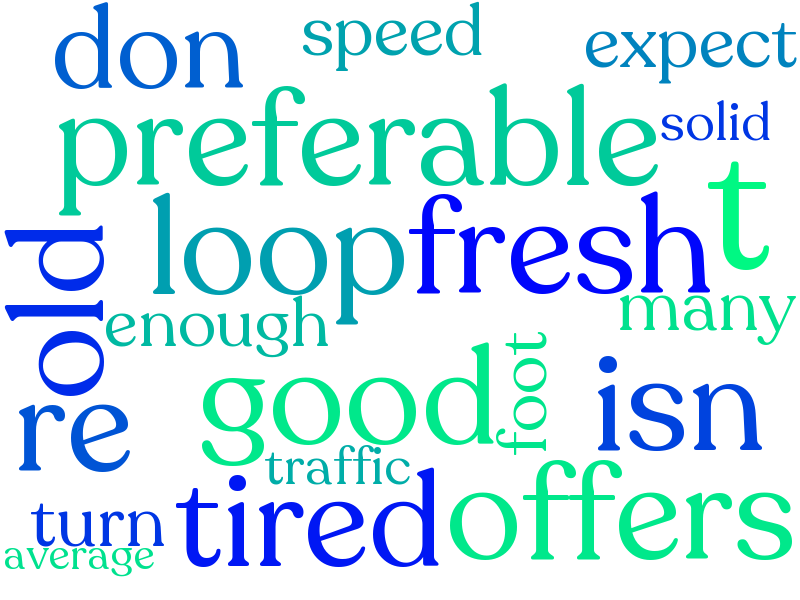 don speed expect
preferable solid
t
loop fresh
old
enough many
good foot isn
re
traffic
turn tired offers
average